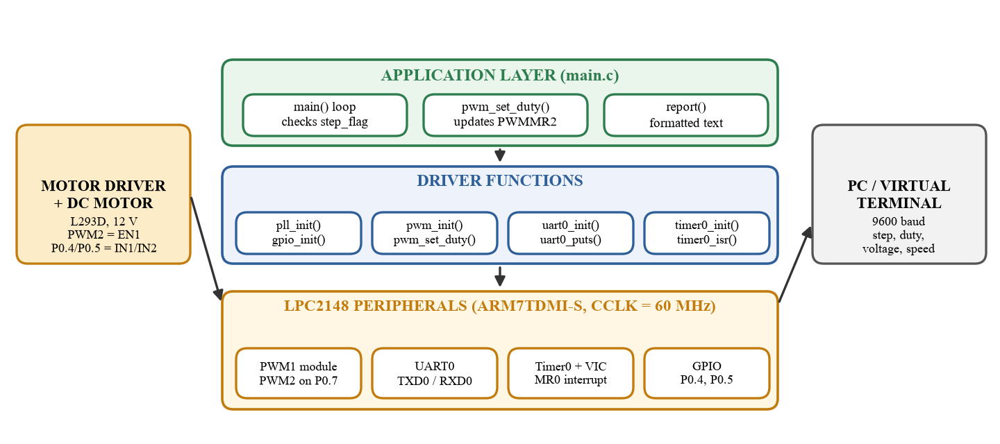 APPLICATION LAYER (main.c)
main() loop
checks step_flag
pwm_set_duty()
updates PWMMR2
report()
formatted text
MOTOR DRIVER
+ DC MOTOR
L293D, 12 V
PWM2 = EN1
P0.4/P0.5 = IN1/IN2
DRIVER FUNCTIONS
pll_init()
gpio_init()
pwm_init()
pwm_set_duty()
uart0_init()
uart0_puts()
timer0_init()
timer0_isr()
PC / VIRTUAL
TERMINAL
9600 baud
step, duty,
voltage, speed
LPC2148 PERIPHERALS (ARM7TDMI-S, CCLK = 60 MHz)
PWM1 module
PWM2 on P0.7
UART0
TXD0 / RXD0
Timer0 + VIC
MR0 interrupt
GPIO
P0.4, P0.5